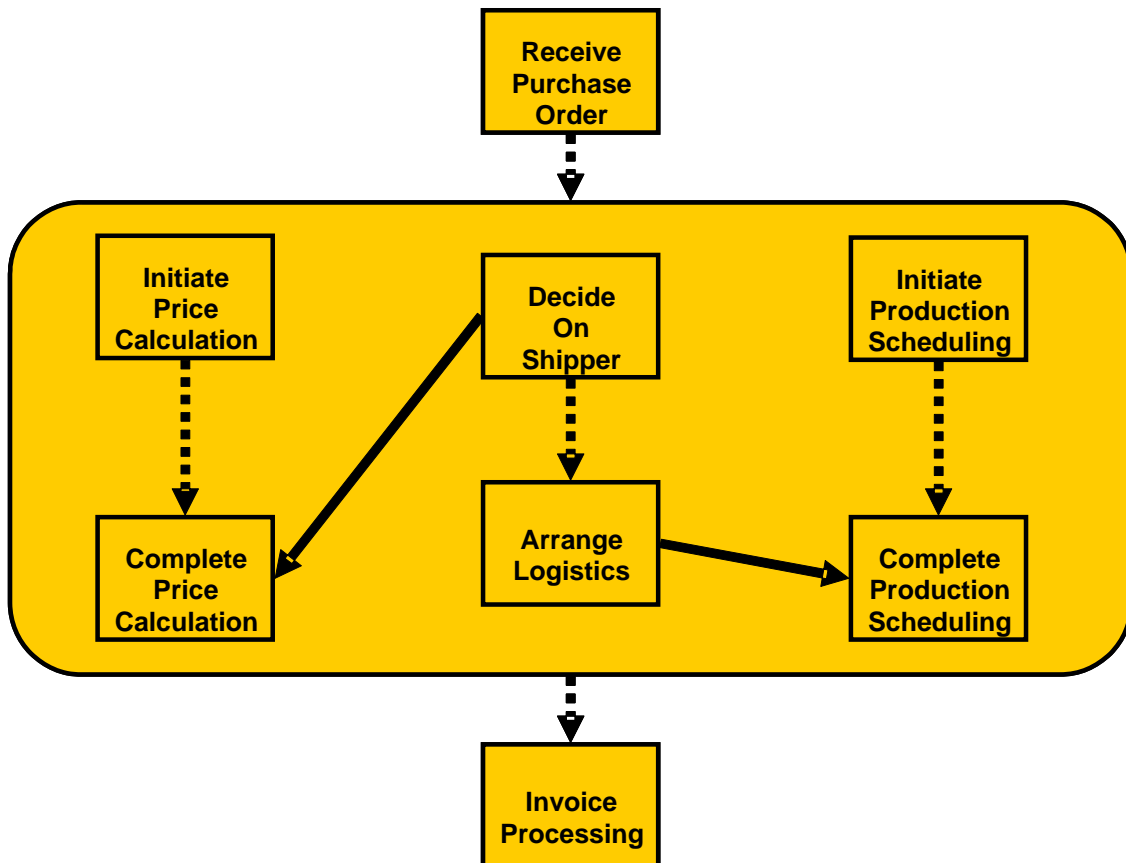 Receive
Purchase
Order
Initiate
Price
Calculation
Decide
On
Shipper
Initiate
Production
Scheduling
Complete
Price
Calculation
Arrange
Logistics
Complete
Production
Scheduling
Invoice
Processing